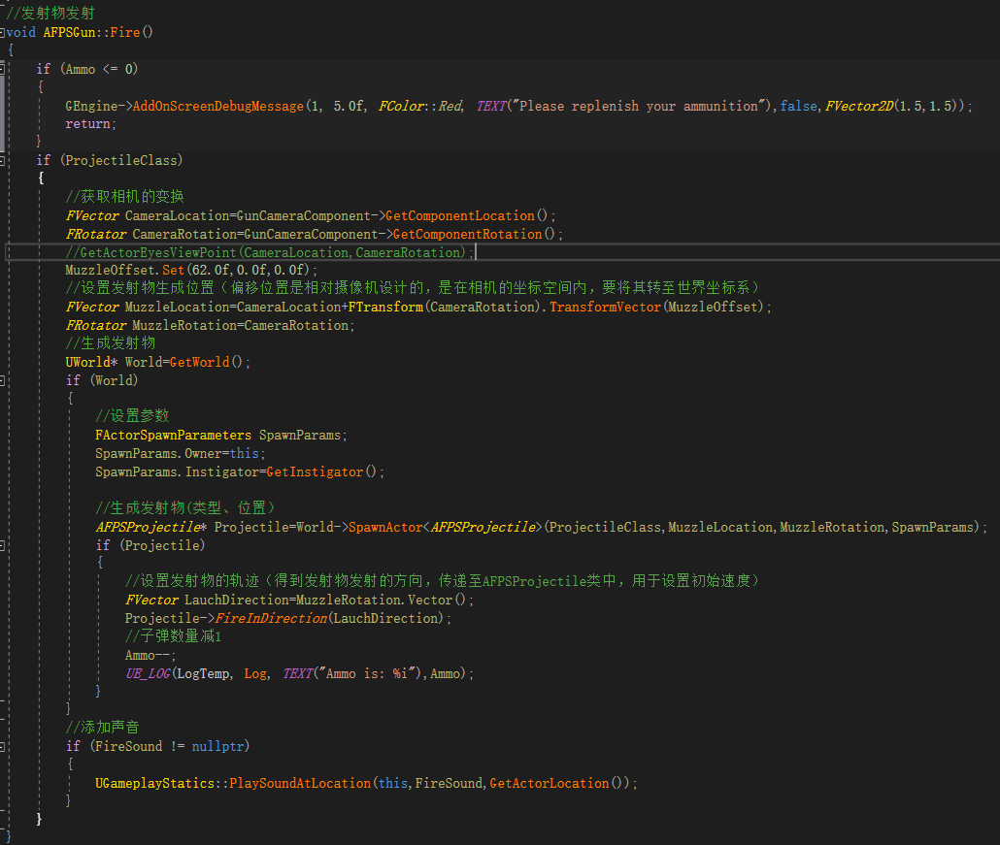 //发射物发射
void AFPSGun::Fire()
{
if (Ammo <= 0)
{
GEngine->AddOnScreenDebugMessage(1, 5.0f, FColor::Red, TEXT("Please replenish your ammunition"),false,FVector2D(1.5,1.5));
return;
}
if (ProjectileClass)
{
//获取相机的变换
FVector CameraLocation=GunCameraComponent->GetComponentLocation();
FRotator CameraRotation=GunCameraComponent->GetComponentRotation();
//GetActorEyesViewPoint(CameraLocation,CameraRotation);
MuzzleOffset.Set(62.0f,0.0f,0.0f);
//设置发射物生成位置（偏移位置是相对摄像机设计的，是在相机的坐标空间内，要将其转至世界坐标系）
FVector MuzzleLocation=CameraLocation+FTransform(CameraRotation).TransformVector(MuzzleOffset);
FRotator MuzzleRotation=CameraRotation;
//生成发射物
UWorld* World=GetWorld();
if (World)
{
//设置参数
FActorSpawnParameters SpawnParams;
SpawnParams.Owner=this;
SpawnParams.Instigator=GetInstigator();
//生成发射物(类型、位置）
AFPSProjectile* Projectile=World->SpawnActor<AFPSProjectile>(ProjectileClass,MuzzleLocation,MuzzleRotation,SpawnParams);
if (Projectile)
{
//设置发射物的轨迹（得到发射物发射的方向，传递至AFPSProjectile类中，用于设置初始速度）
FVector LauchDirection=MuzzleRotation.Vector();
Projectile->FireInDirection(LauchDirection);
//子弹数量减1
Ammo--;
UE_LOG(LogTemp, Log, TEXT("Ammo is: %i"),Ammo);
}
}
//添加声音
if (FireSound != nullptr)
{
UGameplayStatics::PlaySoundAtLocation(this,FireSound,GetActorLocation());
}
}
}